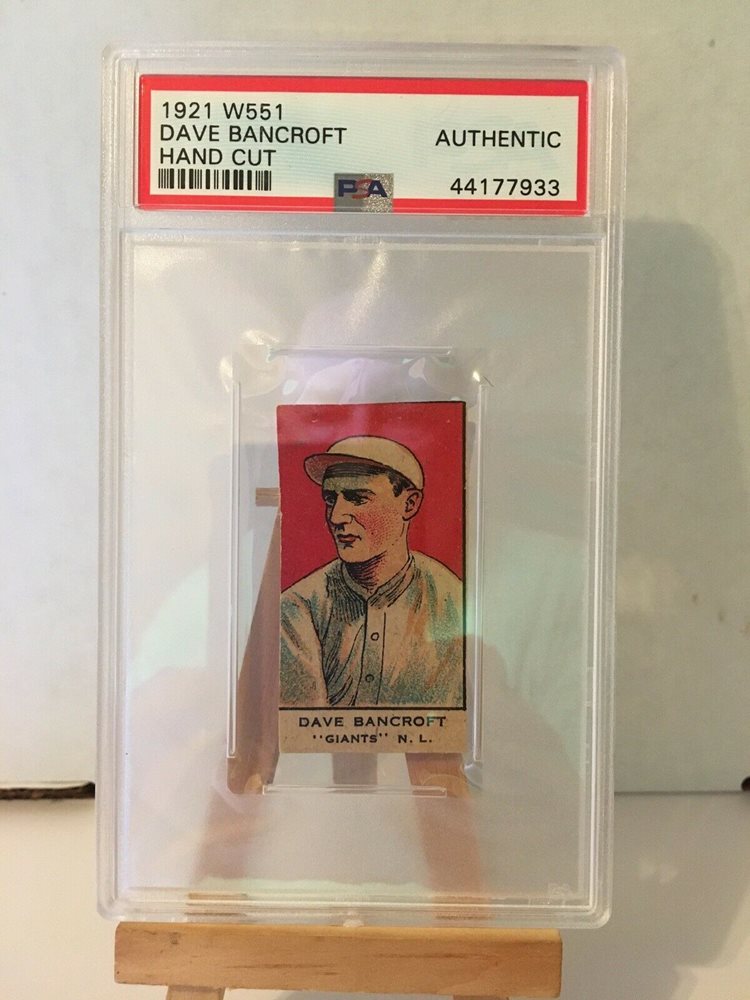 1921 W551
DAVE BANCROFT AUTHENTIC
HAND CUT
PSA 44177933
DAVE BANCROFT
"GIANTS" N. L.